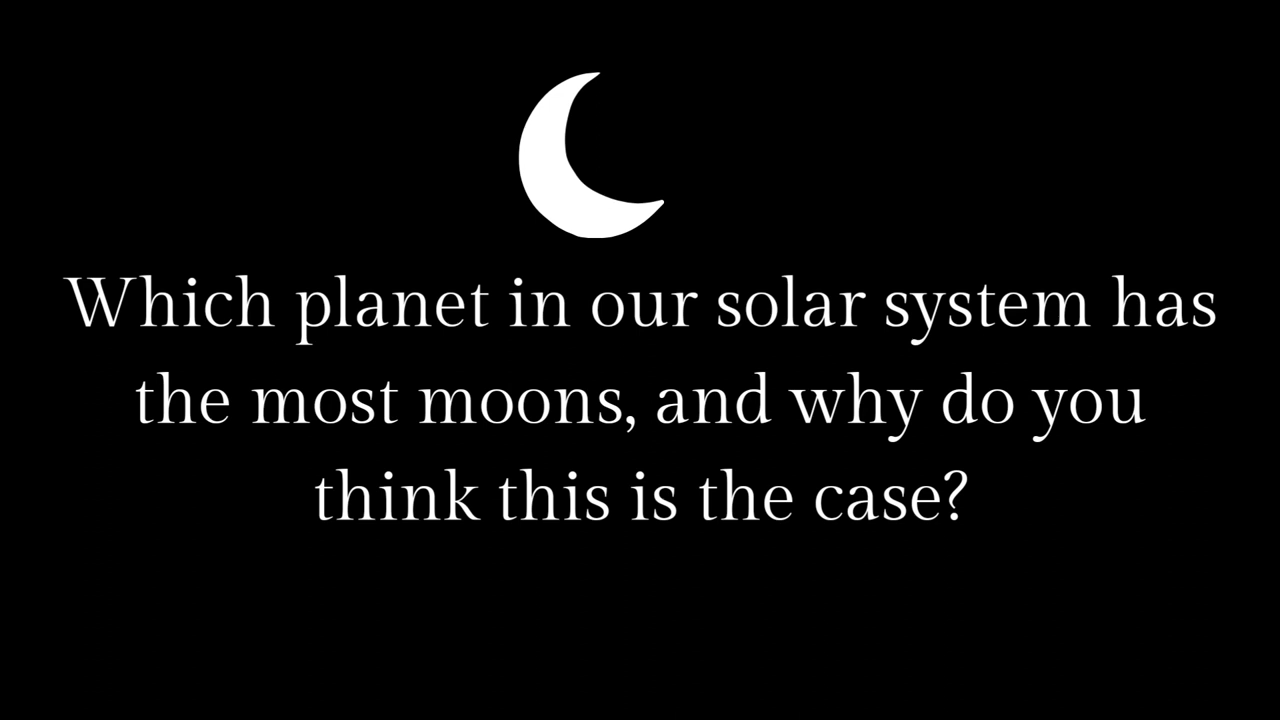 Which planet in our solar system has
the most moons, and why do you
think this is the case?